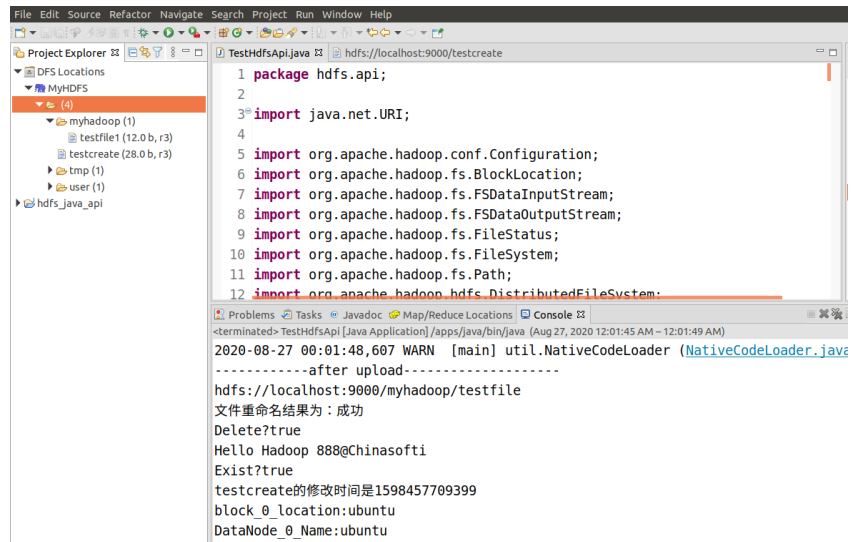 File Edit Source Refactor Navigate Search Project Run Window Help
Project Explorer
DFS Locations
MyHDFS
(4)
myhadoop (1)
testfile1 (12.0 b, r3)
testcreate (28.0 b, r3)
tmp (1)
user (1)
hdfs_java_api
TestHdfsApi.java hdfs://localhost:9000/testcreate
1 package hdfs.api;
2
3 import java.net.URI;
4
5 import org.apache.hadoop.conf.Configuration;
6 import org.apache.hadoop.fs.BlockLocation;
7 import org.apache.hadoop.fs.FSDataInputStream;
8 import org.apache.hadoop.fs.FSDataOutputStream;
9 import org.apache.hadoop.fs.FileStatus;
10 import org.apache.hadoop.fs.FileSystem;
11 import org.apache.hadoop.fs.Path;
12 import org.apache.hadoop.hdfs.DistributedFileSystem;
Problems @ Javadoc Tasks Map/Reduce Locations Console
<terminated> TestHdfsApi [Java Application] /apps/java/bin/java (Aug 27, 2020 12:01:45 AM – 12:01:49 AM)
2020-08-27 00:01:48,607 WARN [main] util.NativeCodeLoader (NativeCodeLoader.java
------------after upload--------------------
hdfs://localhost:9000/myhadoop/testfile
文件重命名结果为：成功
Delete?true
Hello Hadoop 888@Chinasofti
Exist?true
testcreate的修改时间是1598457709399
block_0_location:ubuntu
DataNode_0_Name:ubuntu